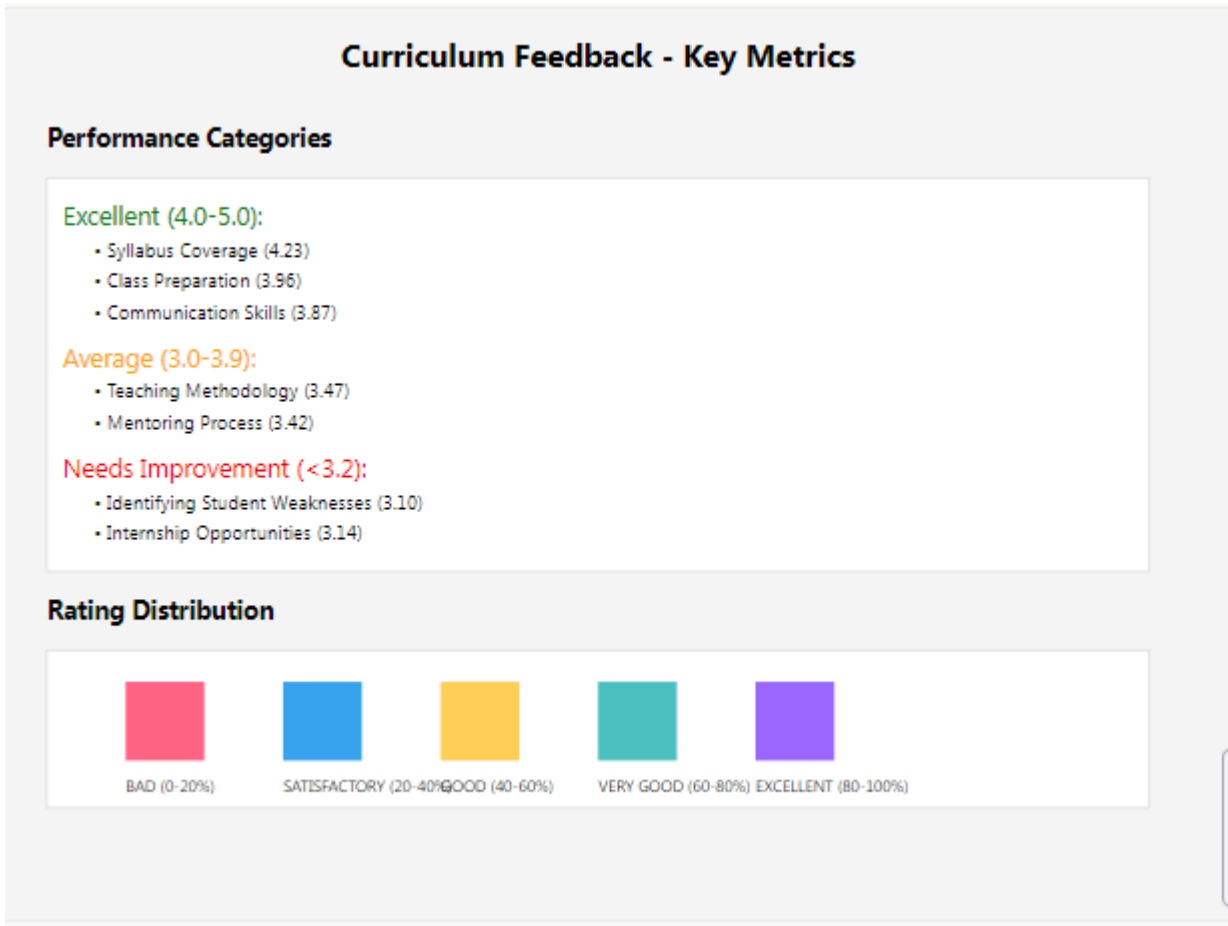 Curriculum Feedback - Key Metrics
Performance Categories
Excellent (4.0-5.0):
• Syllabus Coverage (4.23)
• Class Preparation (3.96)
• Communication Skills (3.87)
Average (3.0-3.9):
• Teaching Methodology (3.47)
• Mentoring Process (3.42)
Needs Improvement (<3.2):
• Identifying Student Weaknesses (3.10)
• Internship Opportunities (3.14)
Rating Distribution
BAD (0-20%) SATISFACTORY (20-40%) GOOD (40-60%) VERY GOOD (60-80%) EXCELLENT (80-100%)